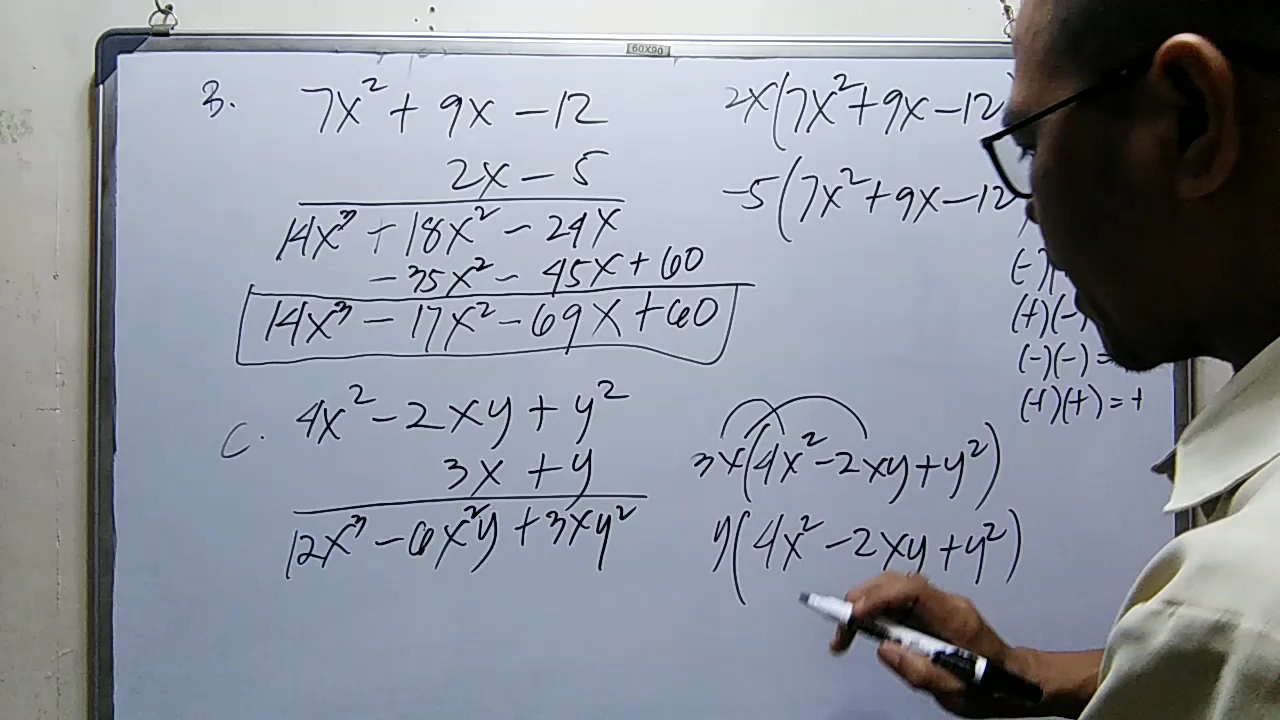 60X90
B. 7x² + 9x - 12
2x - 5
14x³ + 18x² - 24x
- 35x² - 45x + 60
14x³ - 17x² - 69x + 60
C. 4x² - 2xy + y²
3x + y
12x³ - 6x²y + 3xy²
2x(7x² + 9x - 12
-5(7x² + 9x - 12
(-)
(+)(-)
(-)(-) =
(+)(+) = +
3x(4x² - 2xy + y²)
y(4x² - 2xy + y²)